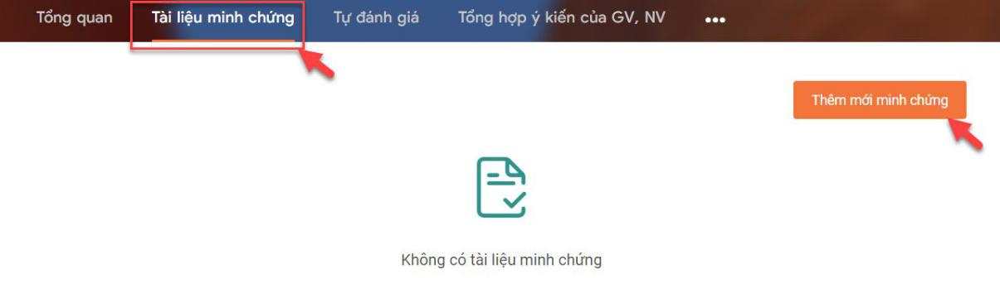 Tổng quan Tài liệu minh chứng Tự đánh giá Tổng hợp ý kiến của GV, NV •••
Thêm mới minh chứng
Không có tài liệu minh chứng